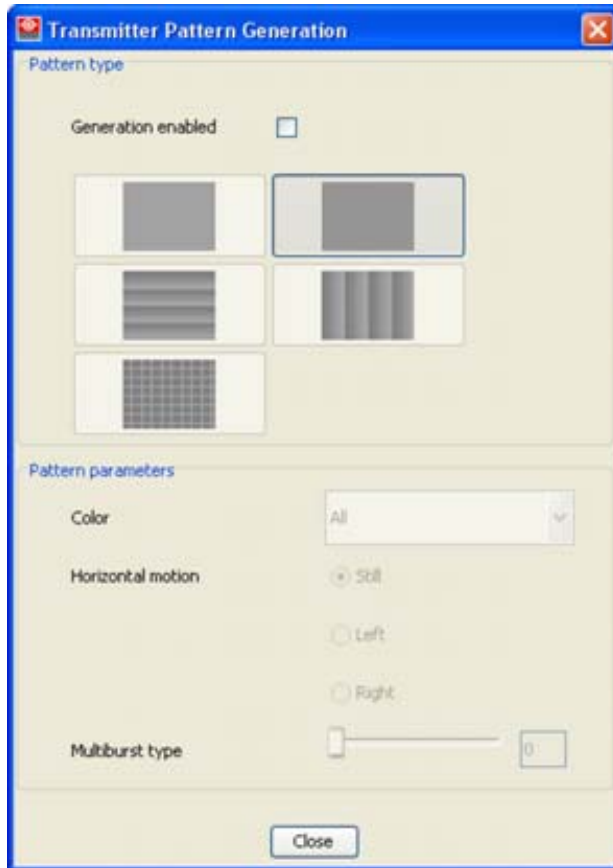 Transmitter Pattern Generation
Pattern type
Generation enabled
Pattern parameters
Color All
Horizontal motion Still
Left
Right
Multiburst type 0
Close